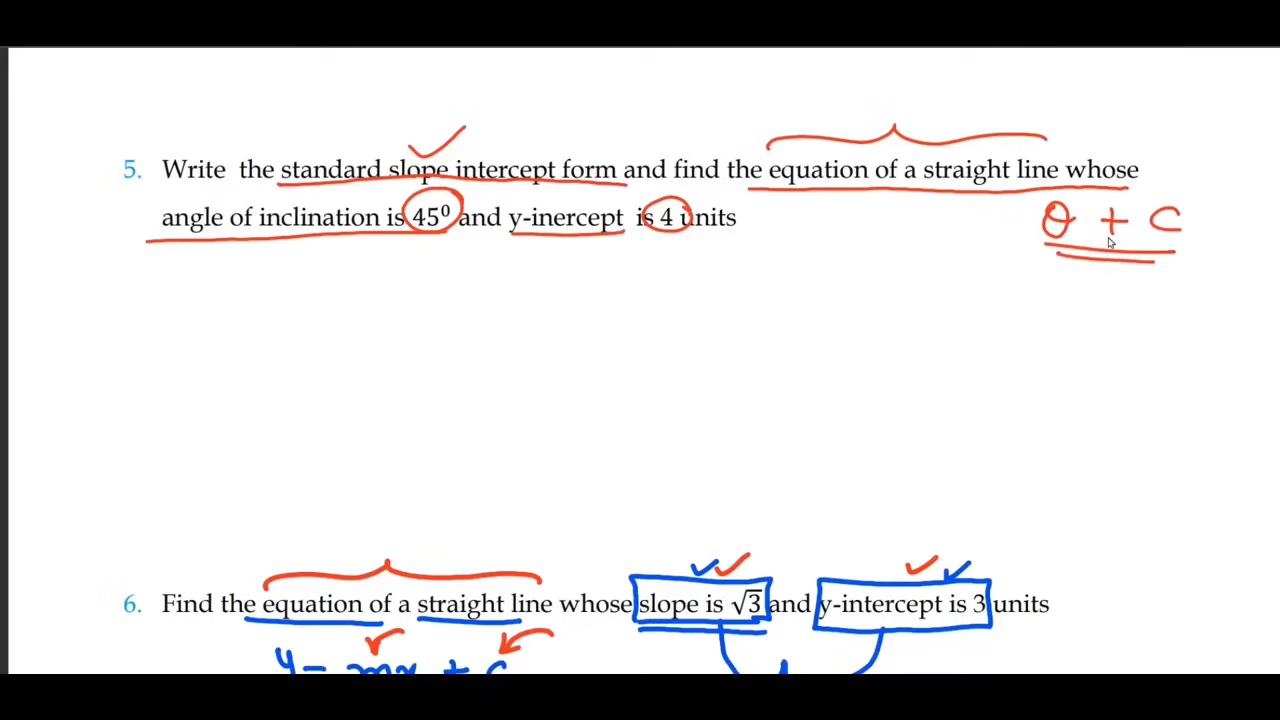 5. Write the standard slope intercept form and find the equation of a straight line whose
angle of inclination is 45⁰ and y-inercept is 4 units
θ + C
6. Find the equation of a straight line whose slope is √3 and y-intercept is 3 units
y = mx + c